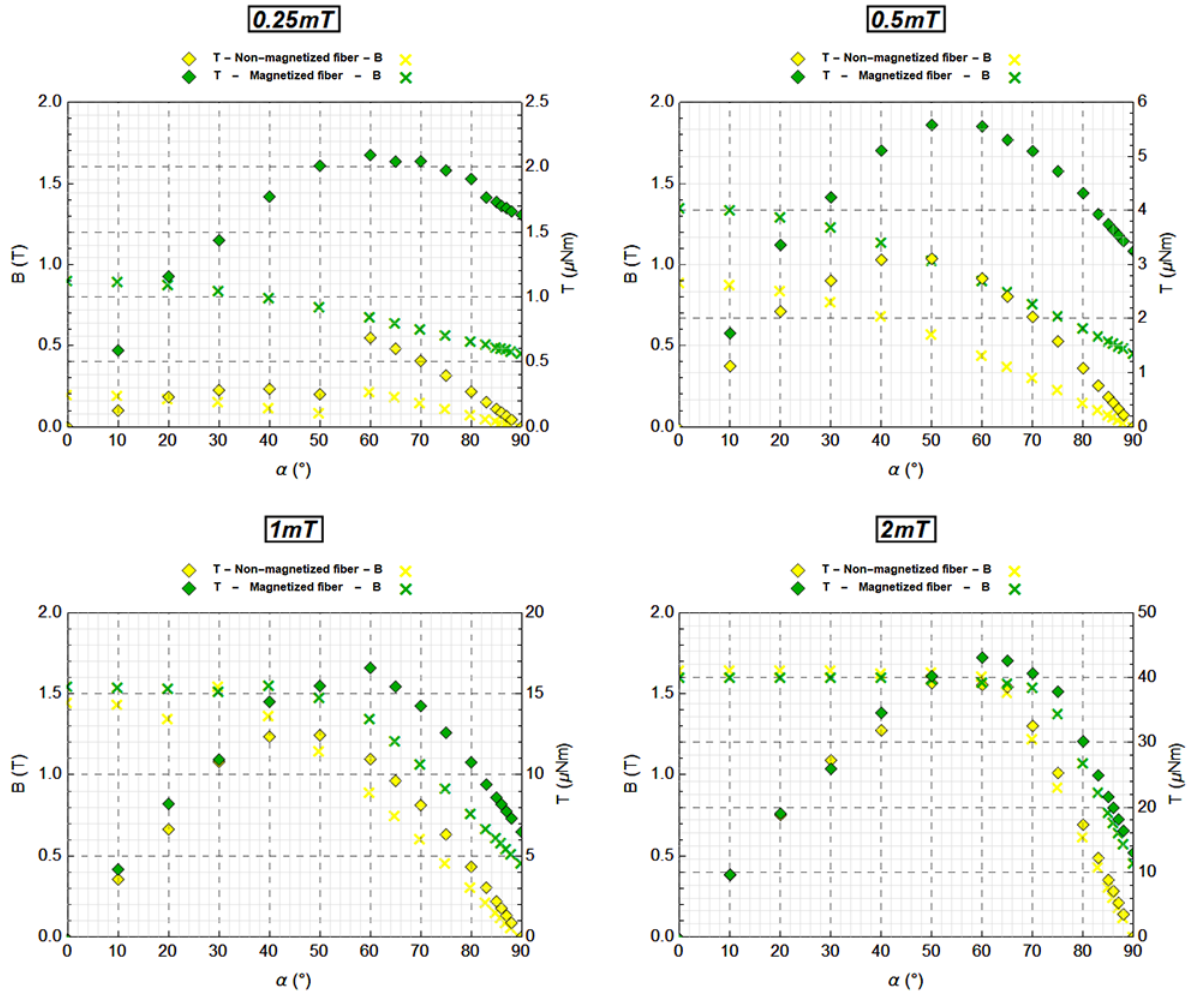 0.25mT
T – Non-magnetized fiber – B
T – Magnetized fiber – B
2.0
1.5
1.0
0.5
0.0
B (T)
2.5
2.0
1.5
1.0
0.5
0.0
T (µNm)
0 10 20 30 40 50 60 70 80 90
α (°)
0.5mT
T – Non-magnetized fiber – B
T – Magnetized fiber – B
2.0
1.5
1.0
0.5
0.0
B (T)
6
5
4
3
2
1
0
T (µNm)
0 10 20 30 40 50 60 70 80 90
α (°)
1mT
T – Non-magnetized fiber – B
T – Magnetized fiber – B
2.0
1.5
1.0
0.5
0.0
B (T)
20
15
10
5
0
T (µNm)
0 10 20 30 40 50 60 70 80 90
α (°)
2mT
T – Non-magnetized fiber – B
T – Magnetized fiber – B
2.0
1.5
1.0
0.5
0.0
B (T)
50
40
30
20
10
0
T (µNm)
0 10 20 30 40 50 60 70 80 90
α (°)